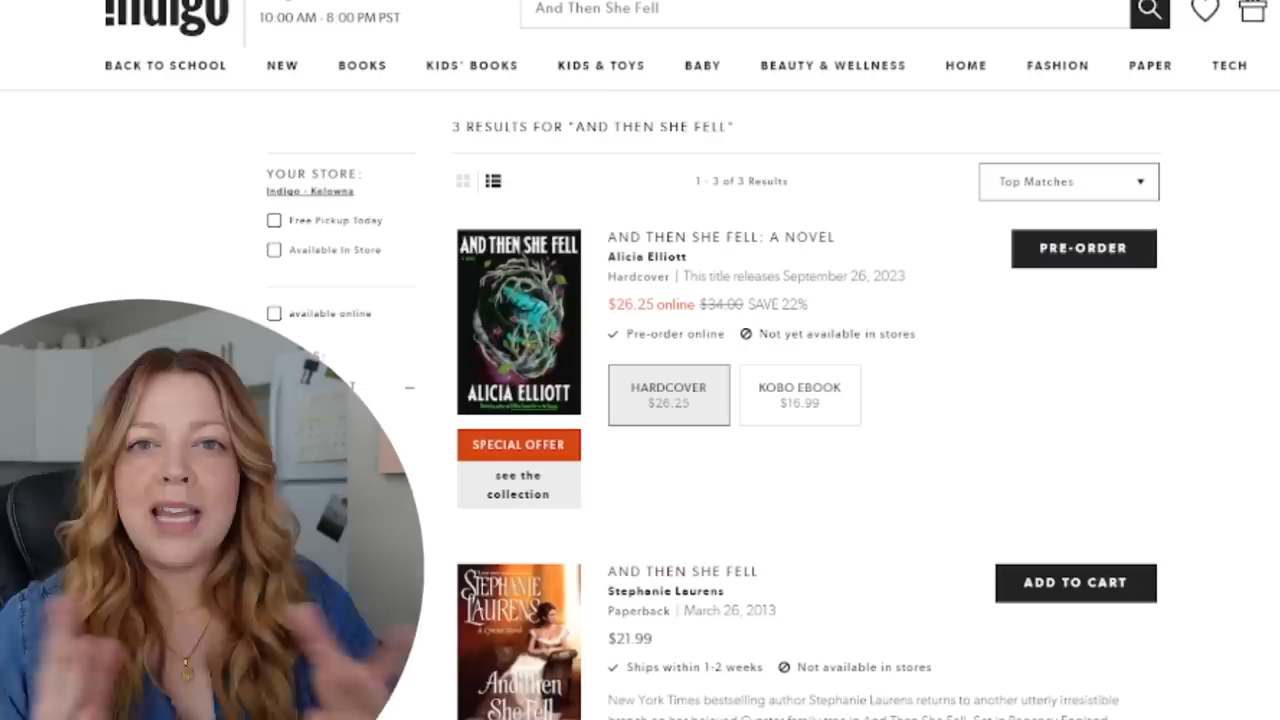 indigo
10:00 AM - 8:00 PM PST
And Then She Fell
BACK TO SCHOOL NEW BOOKS KIDS' BOOKS KIDS & TOYS BABY BEAUTY & WELLNESS HOME FASHION PAPER TECH
3 RESULTS FOR "AND THEN SHE FELL"
YOUR STORE:
Indigo - Kelowna
Free Pickup Today
Available In Store
available online
1 - 3 of 3 Results
Top Matches
AND THEN SHE FELL
ALICIA ELLIOTT
SPECIAL OFFER
see the
collection
AND THEN SHE FELL: A NOVEL
Alicia Elliott
Hardcover | This title releases September 26, 2023
$26.25 online $34.00 SAVE 22%
Pre-order online Not yet available in stores
HARDCOVER
$26.25
KOBO EBOOK
$16.99
PRE-ORDER
STEPHANIE
LAURENS
And Then
She Fell
AND THEN SHE FELL
Stephanie Laurens
Paperback | March 26, 2013
$21.99
Ships within 1-2 weeks Not available in stores
New York Times bestselling author Stephanie Laurens returns to another utterly irresistible
ADD TO CART